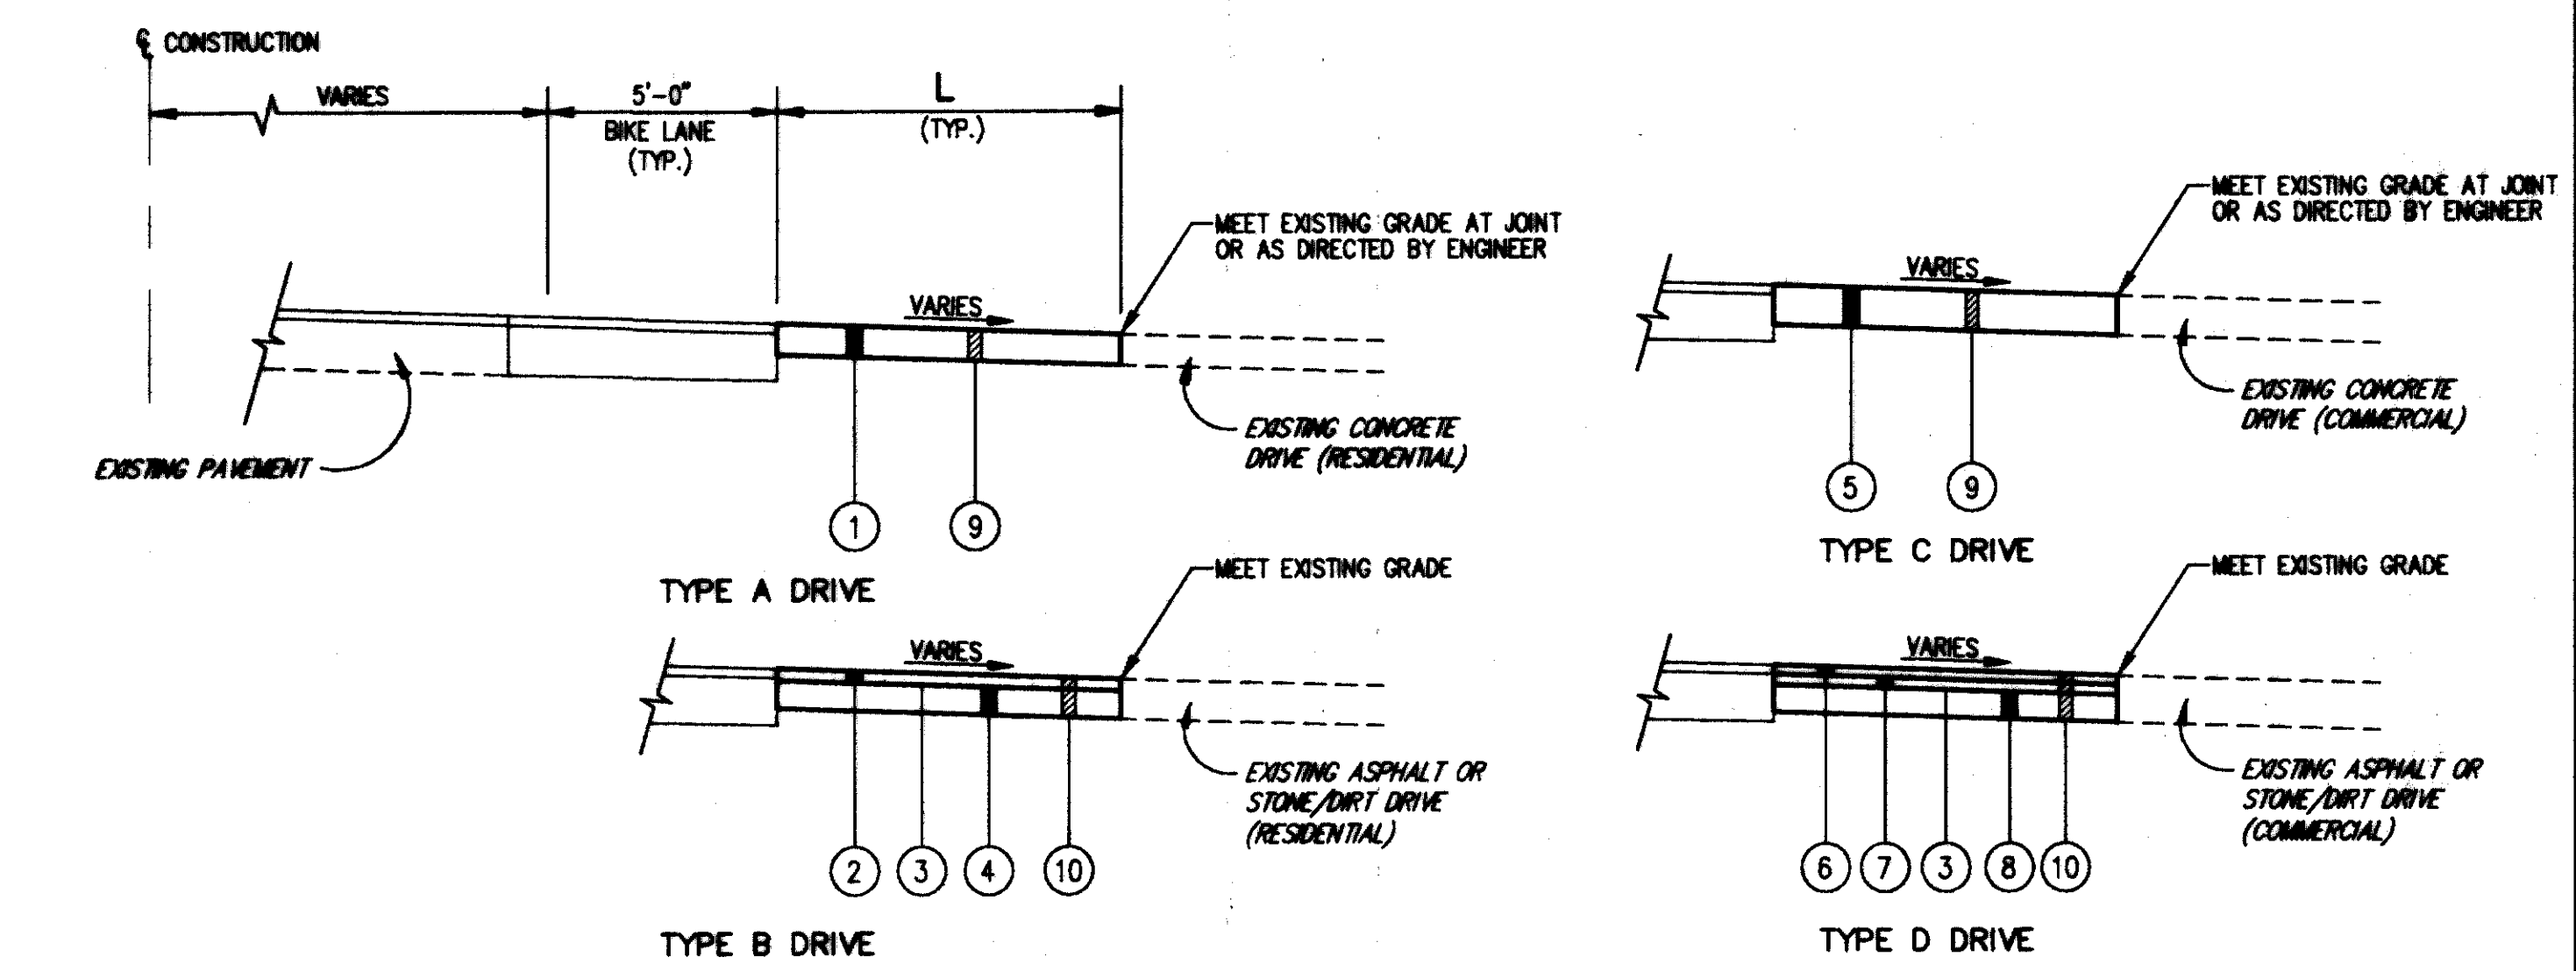 ℄ CONSTRUCTION
VARIES
5'-0"
BIKE LANE
(TYP.)
L
(TYP.)
MEET EXISTING GRADE AT JOINT
OR AS DIRECTED BY ENGINEER
VARIES
EXISTING PAVEMENT
EXISTING CONCRETE
DRIVE (RESIDENTIAL)
1
9
TYPE A DRIVE
MEET EXISTING GRADE AT JOINT
OR AS DIRECTED BY ENGINEER
VARIES
EXISTING CONCRETE
DRIVE (COMMERCIAL)
5
9
TYPE C DRIVE
MEET EXISTING GRADE
VARIES
EXISTING ASPHALT OR
STONE/DIRT DRIVE
(RESIDENTIAL)
2
3
4
10
TYPE B DRIVE
MEET EXISTING GRADE
VARIES
EXISTING ASPHALT OR
STONE/DIRT DRIVE
(COMMERCIAL)
6
7
3
8
10
TYPE D DRIVE